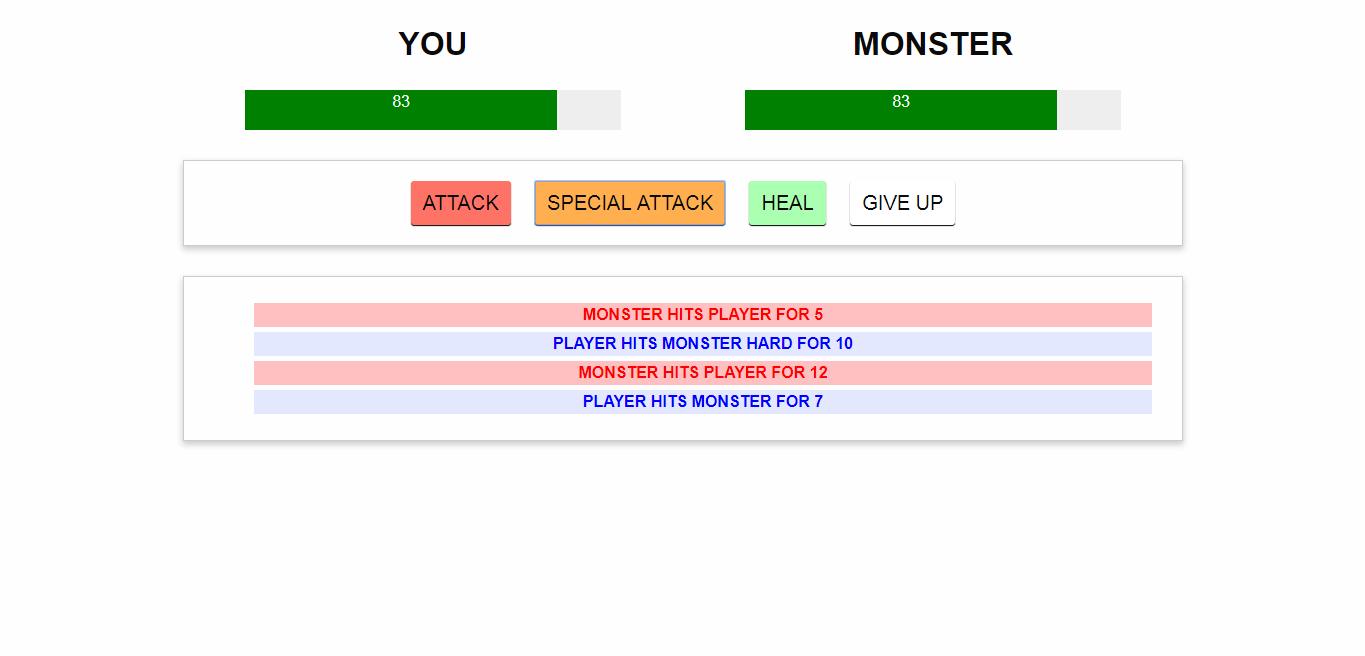 YOU
MONSTER
83
83
ATTACK
SPECIAL ATTACK
HEAL
GIVE UP
MONSTER HITS PLAYER FOR 5
PLAYER HITS MONSTER HARD FOR 10
MONSTER HITS PLAYER FOR 12
PLAYER HITS MONSTER FOR 7